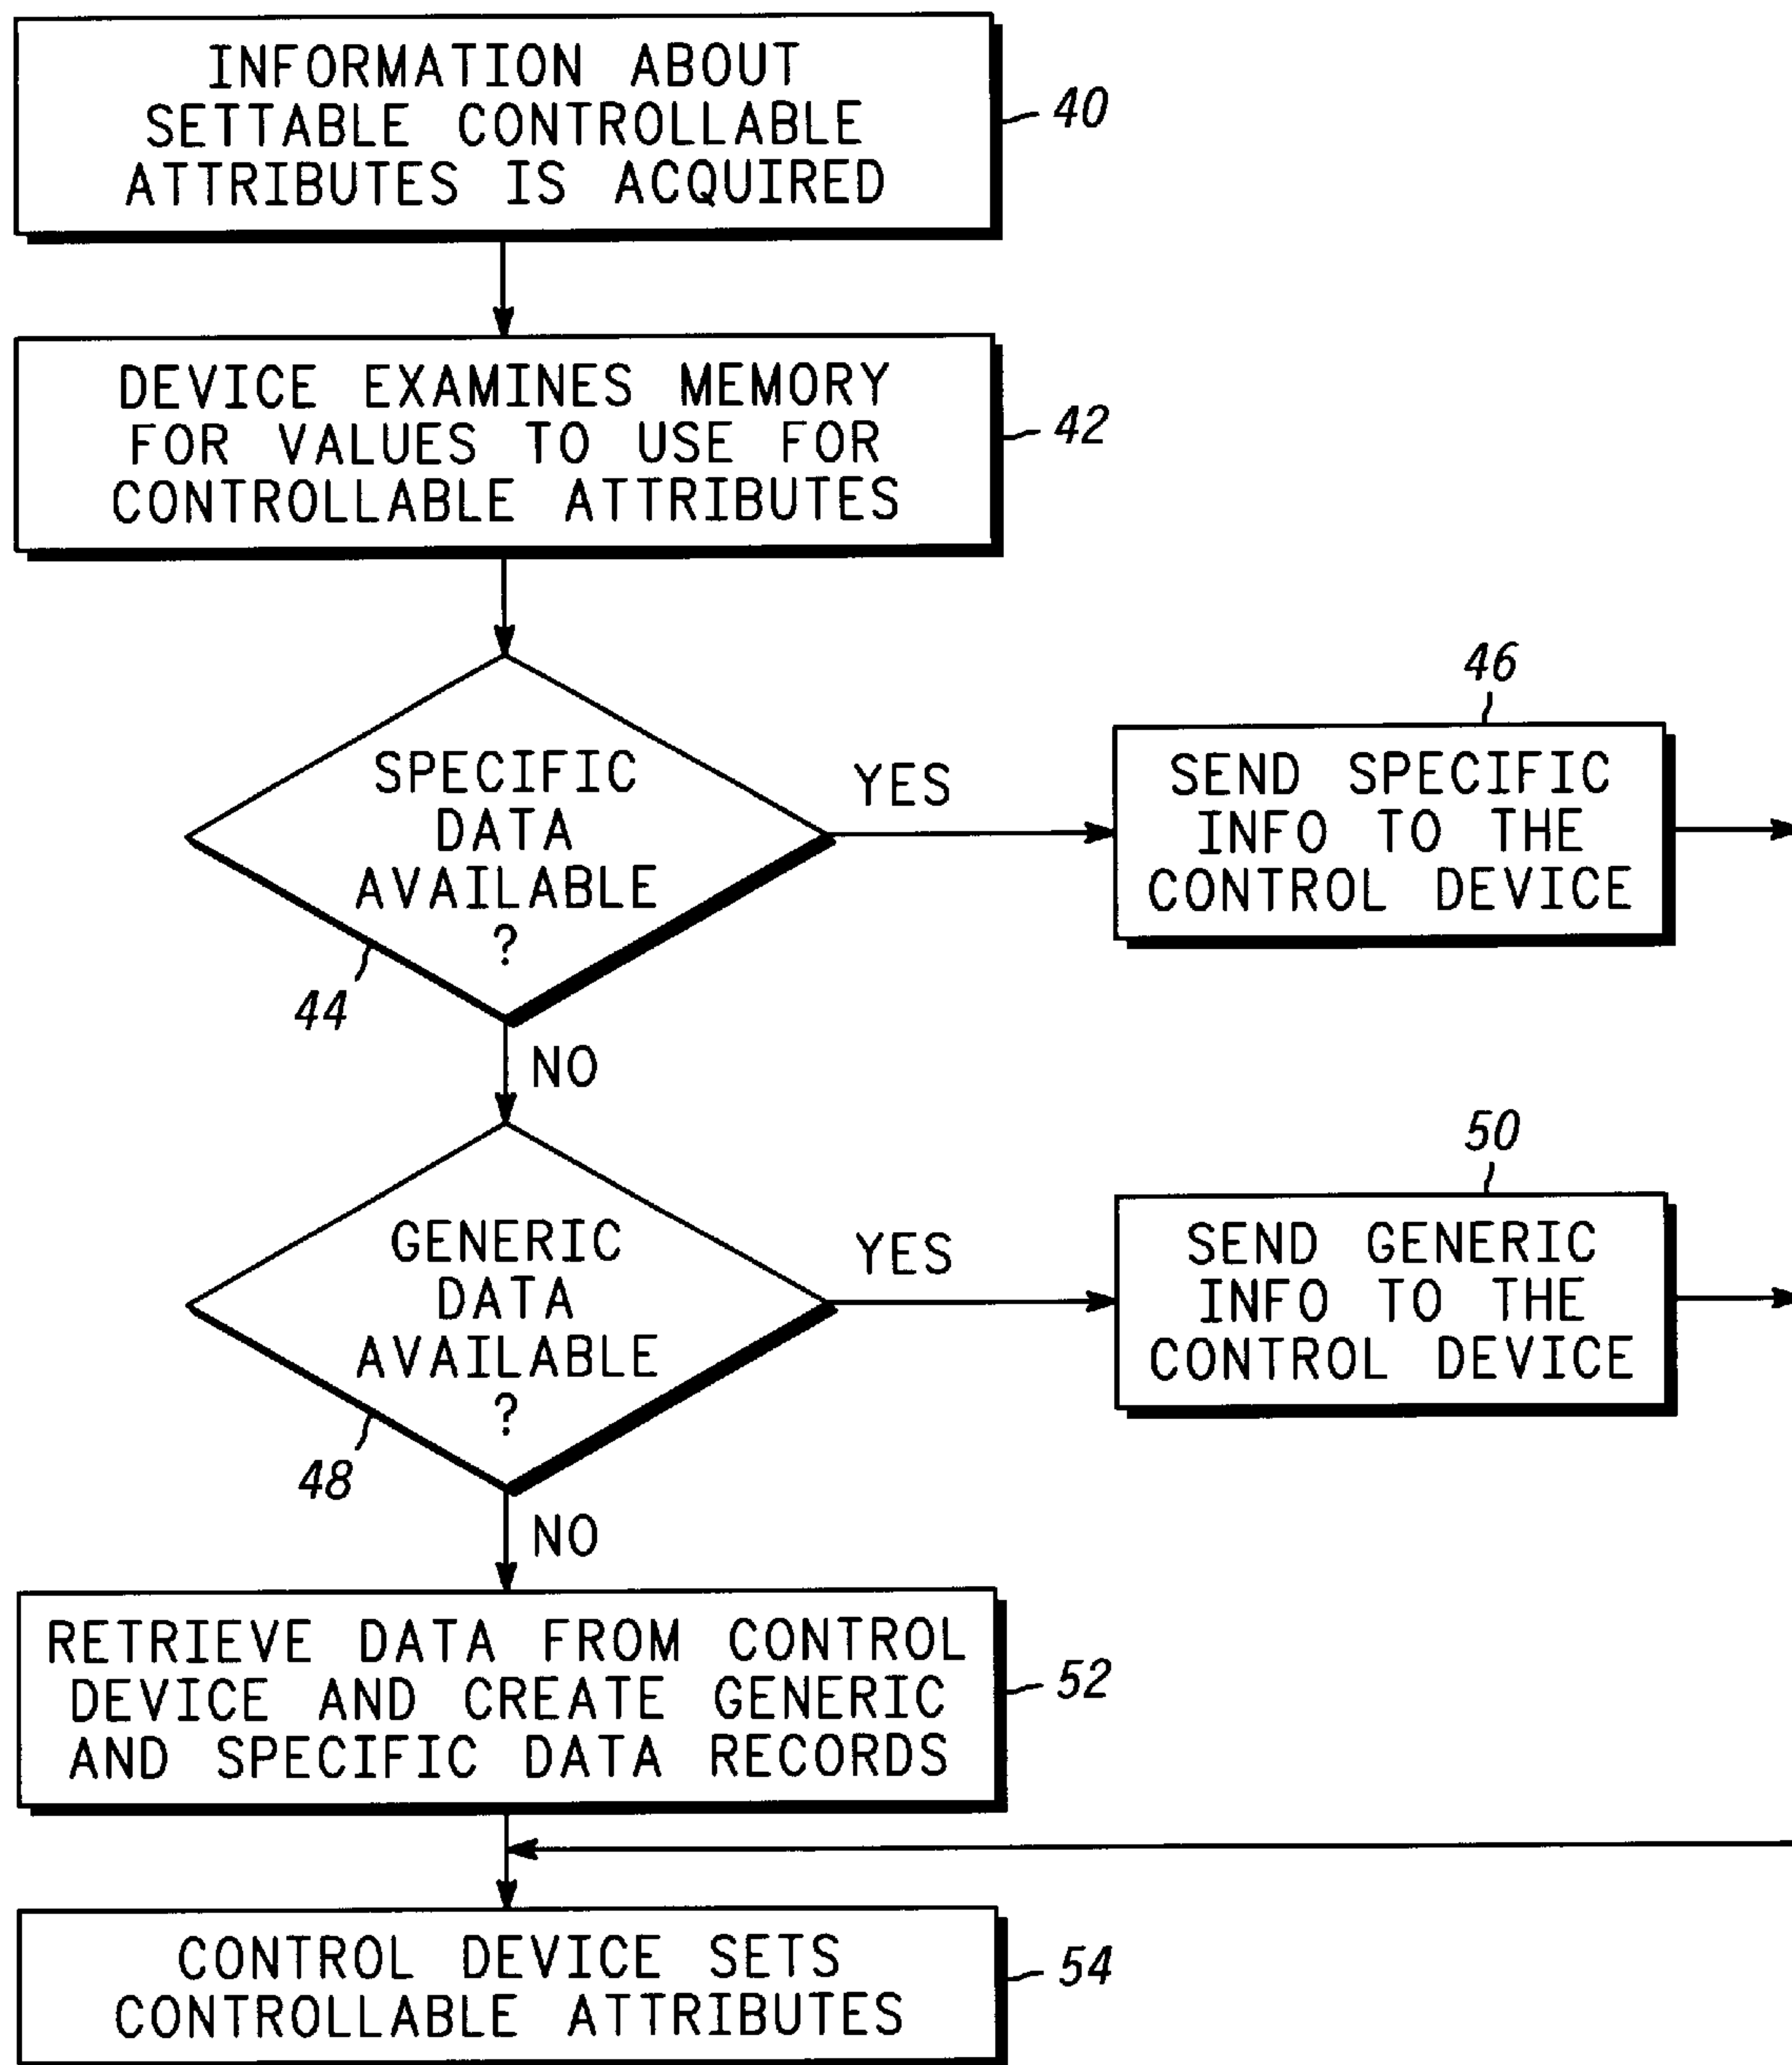 INFORMATION ABOUT
SETTABLE CONTROLLABLE
ATTRIBUTES IS ACQUIRED
40
DEVICE EXAMINES MEMORY
FOR VALUES TO USE FOR
CONTROLLABLE ATTRIBUTES
42
SPECIFIC
DATA
AVAILABLE
?
44
YES
46
SEND SPECIFIC
INFO TO THE
CONTROL DEVICE
NO
GENERIC
DATA
AVAILABLE
?
48
YES
50
SEND GENERIC
INFO TO THE
CONTROL DEVICE
NO
RETRIEVE DATA FROM CONTROL
DEVICE AND CREATE GENERIC
AND SPECIFIC DATA RECORDS
52
CONTROL DEVICE SETS
CONTROLLABLE ATTRIBUTES
54